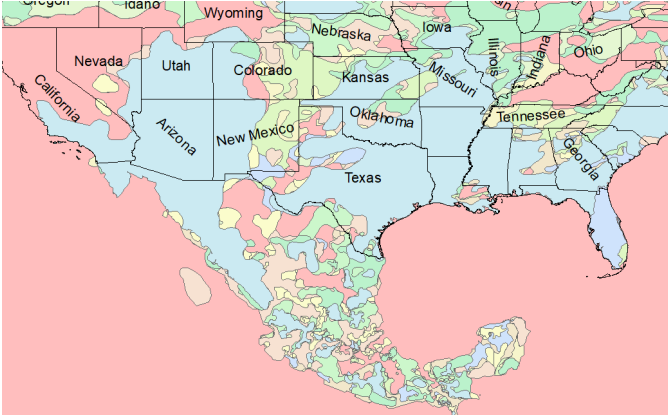 Oregon
Idaho
Wyoming
Nebraska
Iowa
Illinois
Indiana
Ohio
Nevada
Utah
Colorado
Kansas
Missouri
California
Arizona
New Mexico
Oklahoma
Tennessee
Georgia
Texas